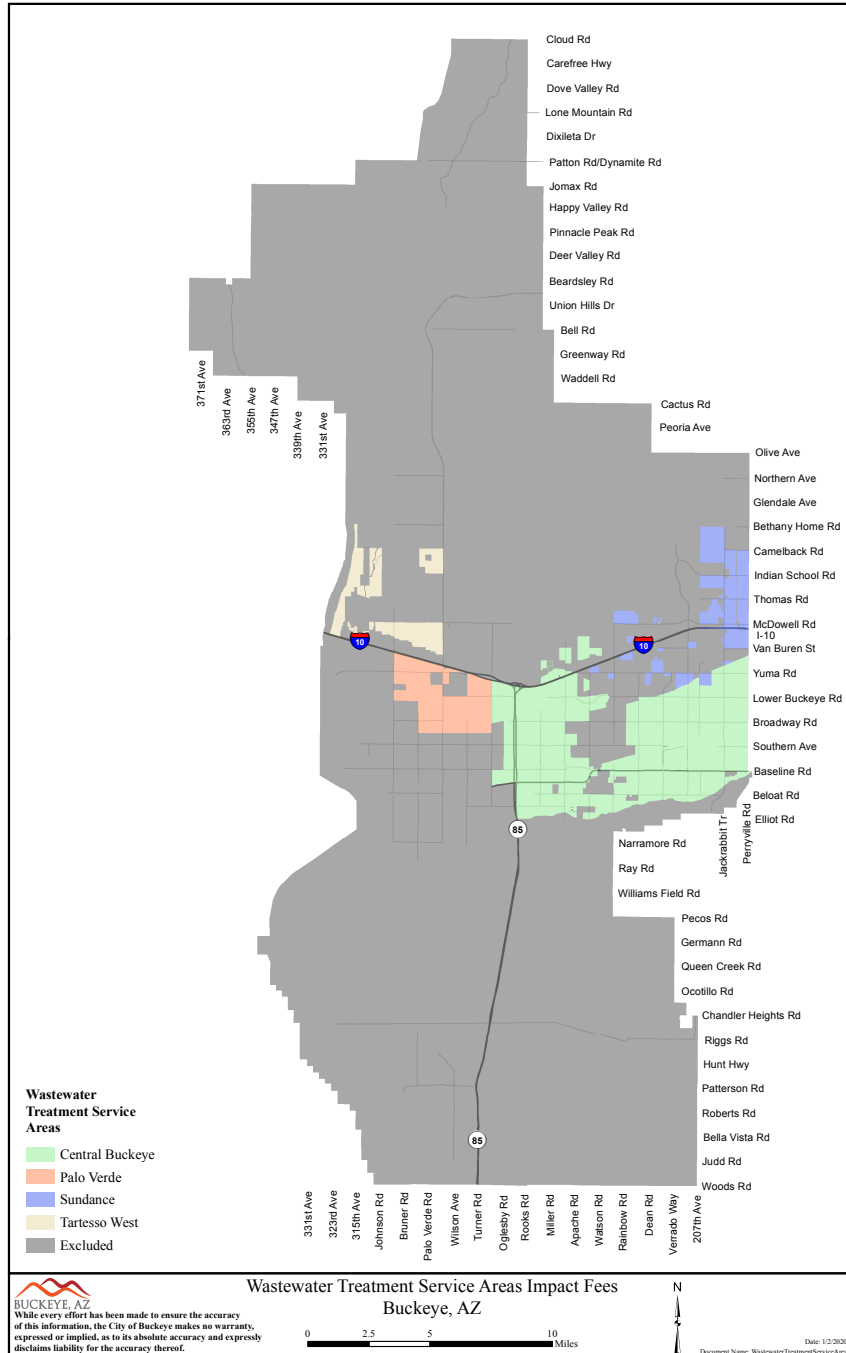 Cloud Rd
Carefree Hwy
Dove Valley Rd
Lone Mountain Rd
Dixileta Dr
Patton Rd/Dynamite Rd
Jomax Rd
Happy Valley Rd
Pinnacle Peak Rd
Deer Valley Rd
Beardsley Rd
Union Hills Dr
Bell Rd
Greenway Rd
Waddell Rd
371st Ave
363rd Ave
355th Ave
347th Ave
339th Ave
331st Ave
Cactus Rd
Peoria Ave
Olive Ave
Northern Ave
Glendale Ave
Bethany Home Rd
Camelback Rd
Indian School Rd
Thomas Rd
McDowell Rd
I-10
10
10
Van Buren St
Yuma Rd
Lower Buckeye Rd
Broadway Rd
Southern Ave
Baseline Rd
Beloat Rd
Elliot Rd
Jackrabbit Tr
Perryville Rd
85
Narramore Rd
Ray Rd
Williams Field Rd
Pecos Rd
Germann Rd
Queen Creek Rd
Ocotillo Rd
Chandler Heights Rd
Riggs Rd
Hunt Hwy
Patterson Rd
Roberts Rd
Bella Vista Rd
Judd Rd
Woods Rd
85
Wastewater
Treatment Service
Areas
Central Buckeye
Palo Verde
Sundance
Tartesso West
Excluded
331st Ave
323rd Ave
315th Ave
Johnson Rd
Bruner Rd
Palo Verde Rd
Wilson Ave
Turner Rd
Oglesby Rd
Rooks Rd
Miller Rd
Apache Rd
Watson Rd
Rainbow Rd
Dean Rd
Verrado Way
207th Ave
BUCKEYE, AZ
While every effort has been made to ensure the accuracy
of this information, the City of Buckeye makes no warranty,
expressed or implied, as to its absolute accuracy and expressly
disclaims liability for the accuracy thereof.
Wastewater Treatment Service Areas Impact Fees
Buckeye, AZ
0 2.5 5 10
Miles
N
Date: 1/2/2020
Document Name: WastewaterTreatmentServiceArea